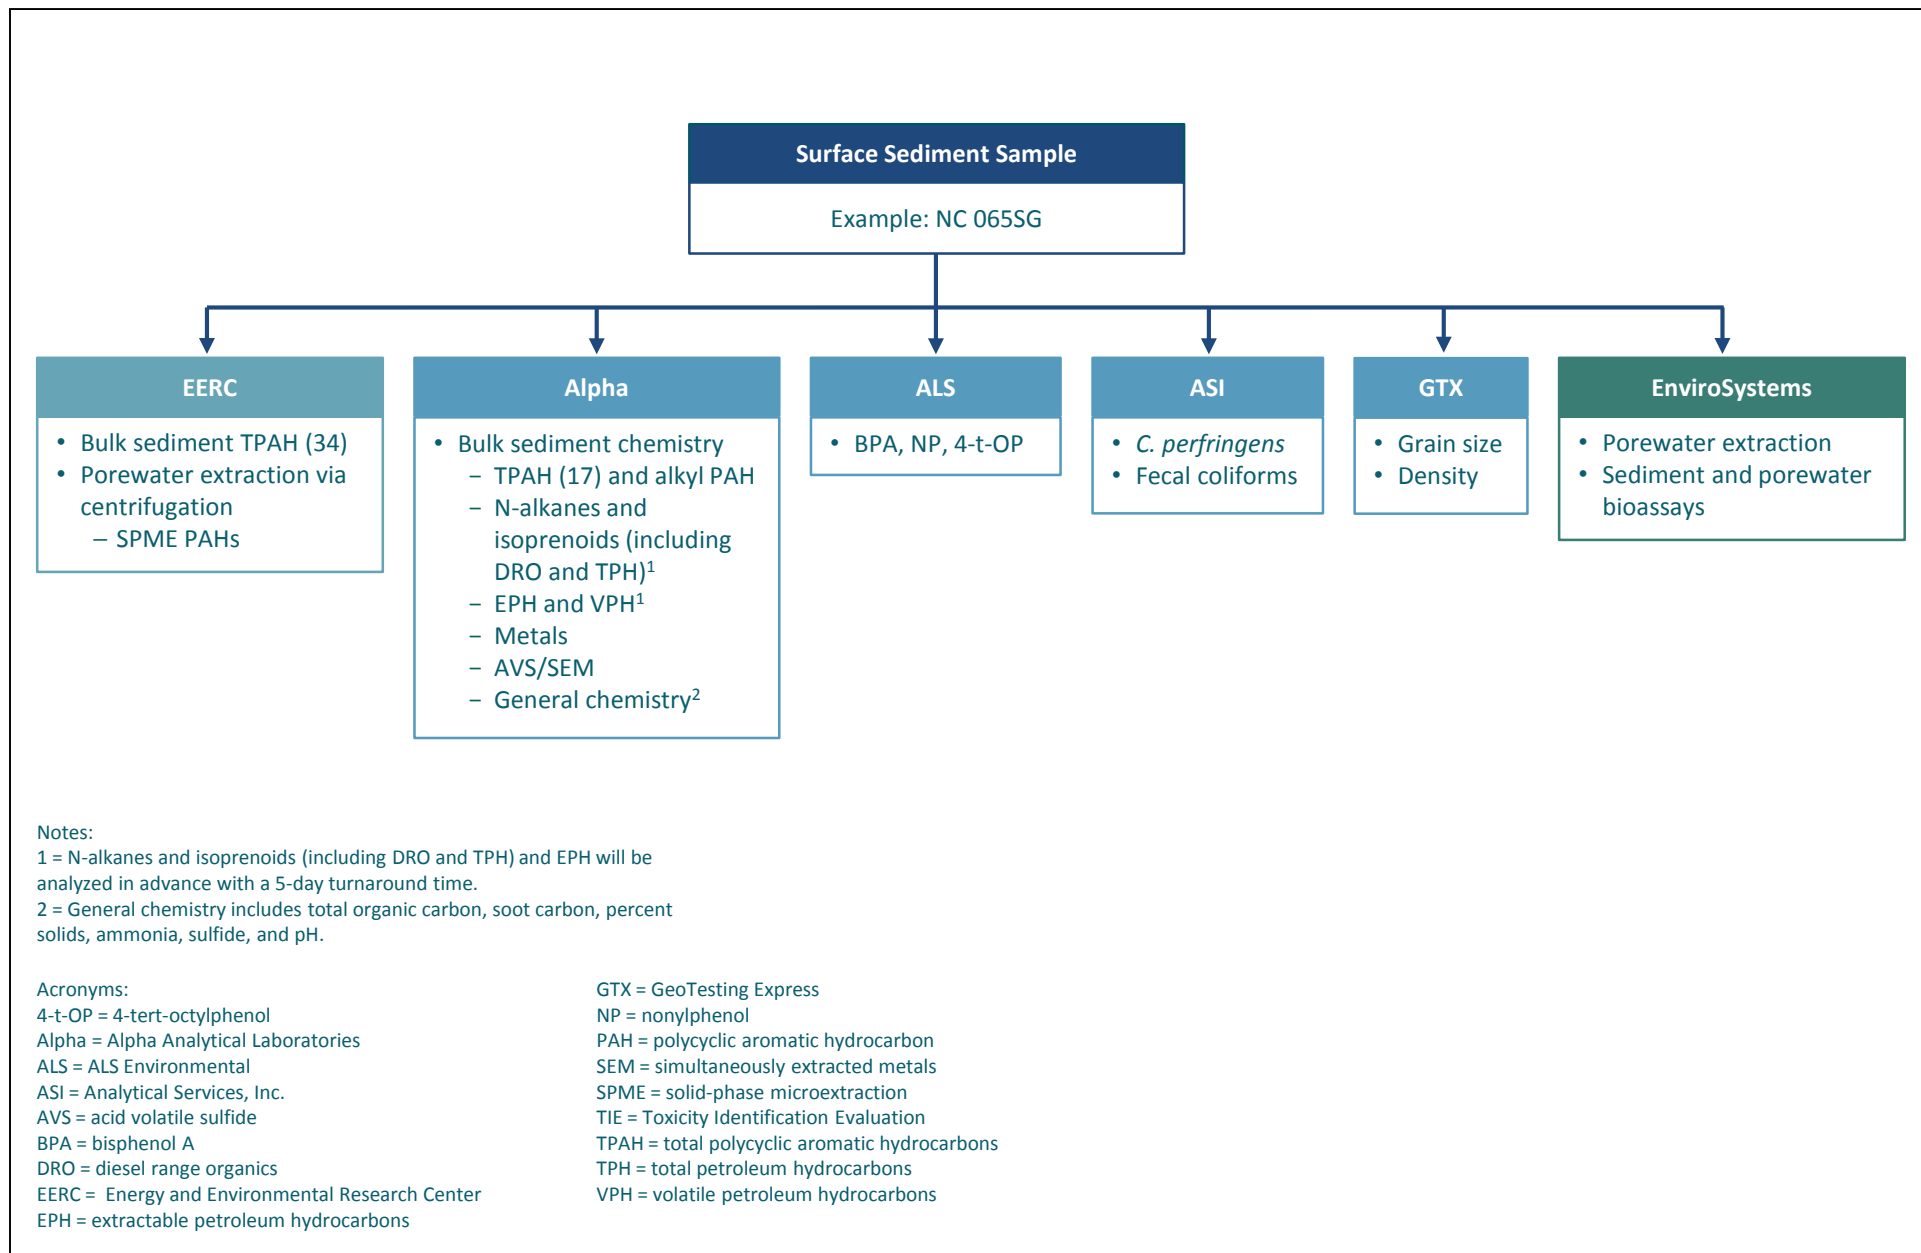 Surface Sediment Sample
Example: NC 065SG
EERC
• Bulk sediment TPAH (34)
• Porewater extraction via
centrifugation
– SPME PAHs
Alpha
• Bulk sediment chemistry
– TPAH (17) and alkyl PAH
– N-alkanes and
isoprenoids (including
DRO and TPH)¹
– EPH and VPH¹
– Metals
– AVS/SEM
– General chemistry²
ALS
• BPA, NP, 4-t-OP
ASI
• C. perfringens
• Fecal coliforms
GTX
• Grain size
• Density
EnviroSystems
• Porewater extraction
• Sediment and porewater
bioassays
Notes:
1 = N-alkanes and isoprenoids (including DRO and TPH) and EPH will be
analyzed in advance with a 5-day turnaround time.
2 = General chemistry includes total organic carbon, soot carbon, percent
solids, ammonia, sulfide, and pH.
Acronyms:
4-t-OP = 4-tert-octylphenol
Alpha = Alpha Analytical Laboratories
ALS = ALS Environmental
ASI = Analytical Services, Inc.
AVS = acid volatile sulfide
BPA = bisphenol A
DRO = diesel range organics
EERC = Energy and Environmental Research Center
EPH = extractable petroleum hydrocarbons
GTX = GeoTesting Express
NP = nonylphenol
PAH = polycyclic aromatic hydrocarbon
SEM = simultaneously extracted metals
SPME = solid-phase microextraction
TIE = Toxicity Identification Evaluation
TPAH = total polycyclic aromatic hydrocarbons
TPH = total petroleum hydrocarbons
VPH = volatile petroleum hydrocarbons